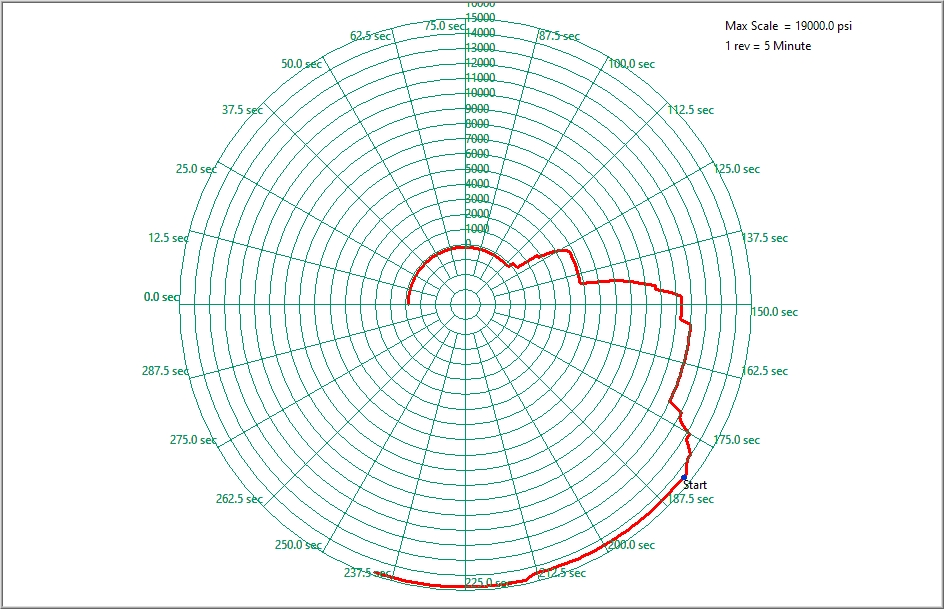 Max Scale = 19000.0 psi
1 rev = 5 Minute
16000
15000
14000
13000
12000
11000
10000
9000
8000
7000
6000
5000
4000
3000
2000
1000
0
0.0 sec
12.5 sec
25.0 sec
37.5 sec
50.0 sec
62.5 sec
75.0 sec
87.5 sec
100.0 sec
112.5 sec
125.0 sec
137.5 sec
150.0 sec
162.5 sec
175.0 sec
Start
187.5 sec
200.0 sec
212.5 sec
225.0 sec
237.5 sec
250.0 sec
262.5 sec
275.0 sec
287.5 sec